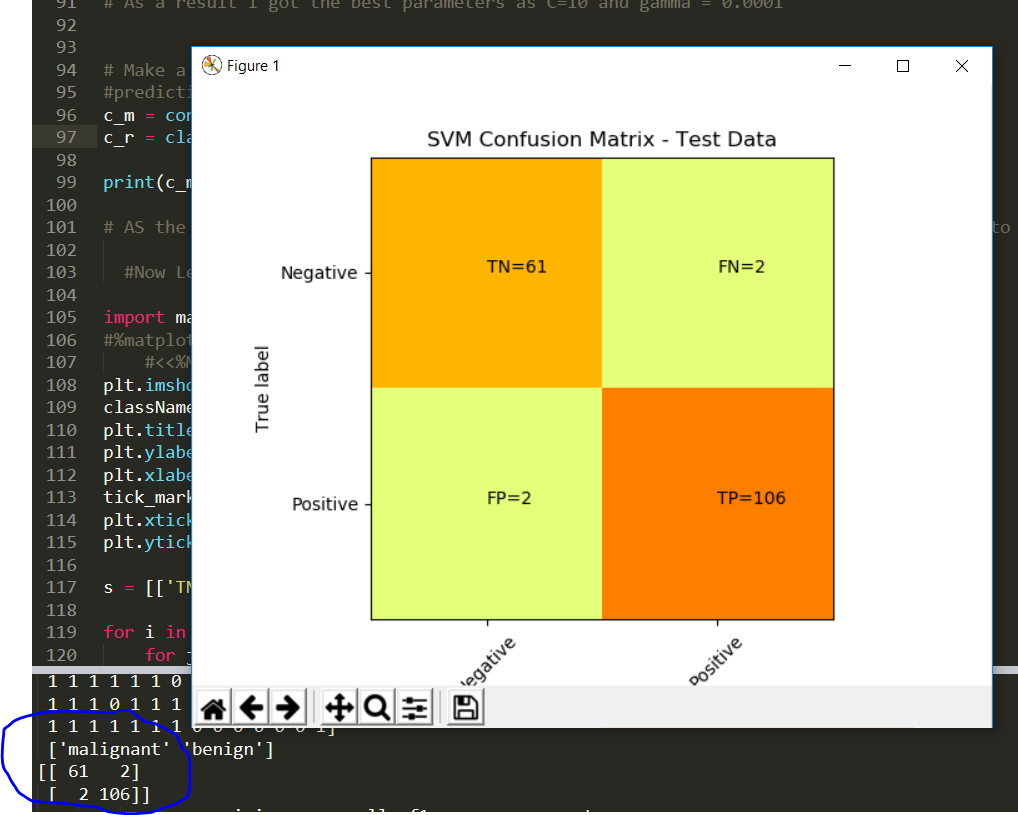 91 # As a result I got the best parameters as C=10 and gamma = 0.0001
92
93
94 # Make a
95 #predicti
96 c_m = con
97 c_r = cla
98
99 print(c_m
100
101 # AS the to
102
103 #Now Le
104
105 import ma
106 #%matplot
107 #<<%M
108 plt.imsho
109 className
110 plt.title
111 plt.ylabe
112 plt.xlabe
113 tick_mark
114 plt.xtick
115 plt.ytick
116
117 s = [['TN
118
119 for i in
120 for j
Figure 1
SVM Confusion Matrix - Test Data
True label
Negative
TN=61 FN=2
Positive
FP=2 TP=106
Negative Positive
1 1 1 1 1 1 0
1 1 1 0 1 1 1
1 1 1 1 1 1 1 0 0 0 0 0 0 1]
['malignant' 'benign']
[[ 61 2]
[ 2 106]]